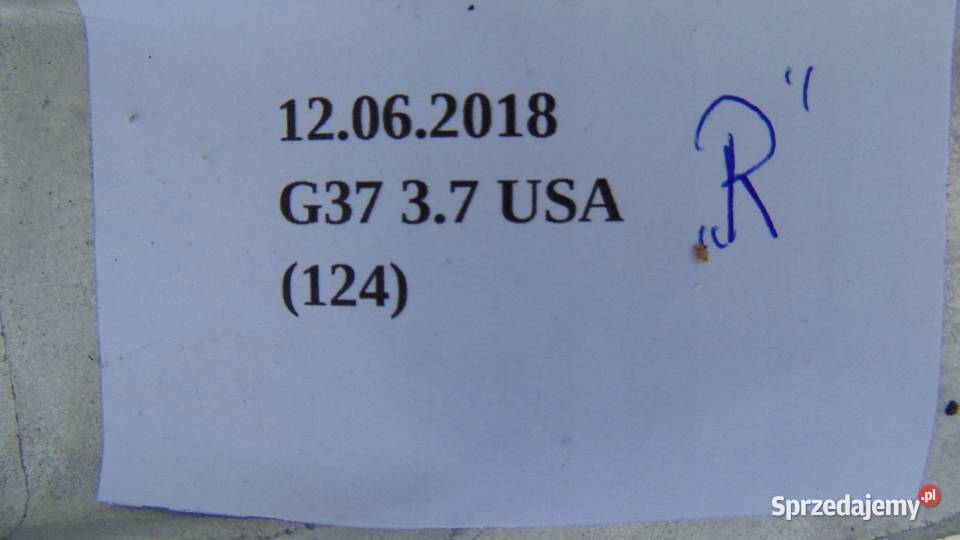 12.06.2018
G37 3.7 USA
(124)
„R”
Sprzedajemy.pl